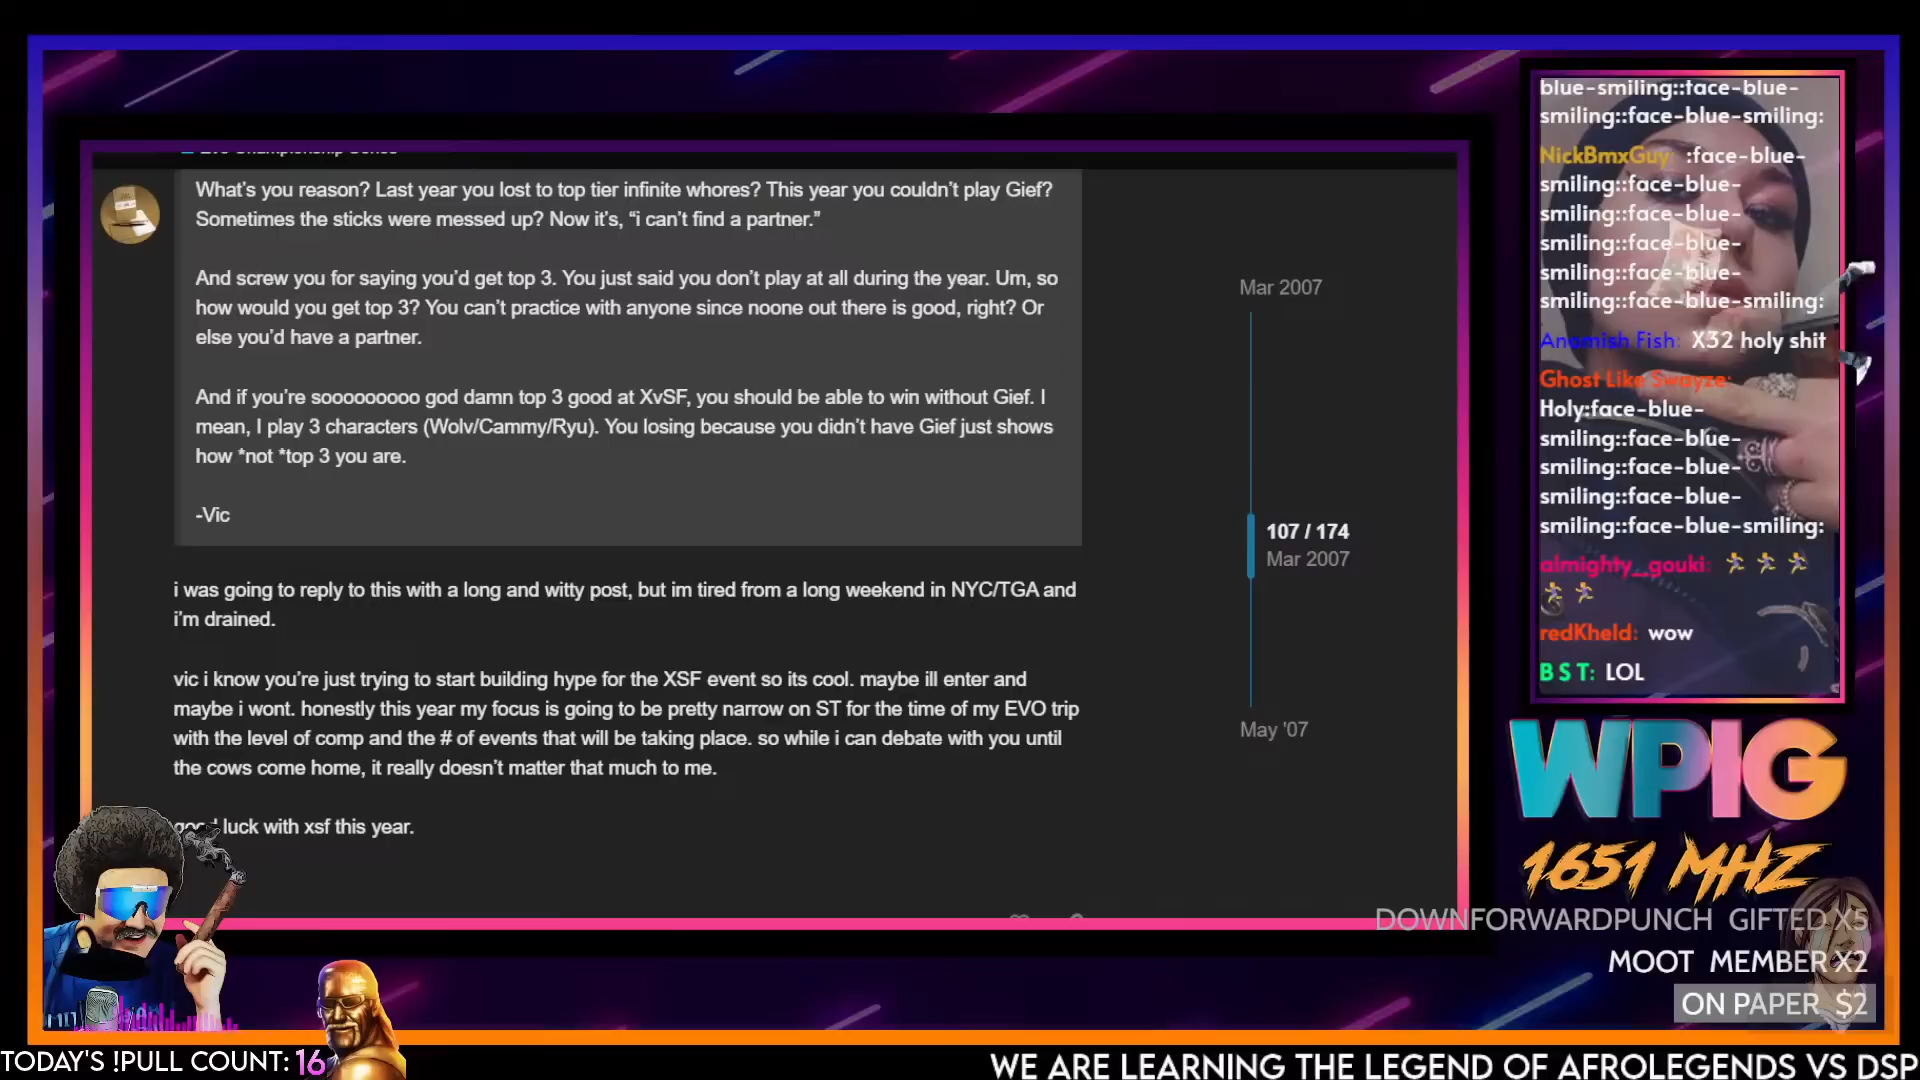 Evo Championship Series
What's you reason? Last year you lost to top tier infinite whores? This year you couldn't play Gief?
Sometimes the sticks were messed up? Now it's, "i can't find a partner."
And screw you for saying you'd get top 3. You just said you don't play at all during the year. Um, so
how would you get top 3? You can't practice with anyone since noone out there is good, right? Or
else you'd have a partner.
And if you're sooooooooo god damn top 3 good at XvSF, you should be able to win without Gief. I
mean, I play 3 characters (Wolv/Cammy/Ryu). You losing because you didn't have Gief just shows
how *not *top 3 you are.
-Vic
i was going to reply to this with a long and witty post, but im tired from a long weekend in NYC/TGA and
i'm drained.
vic i know you're just trying to start building hype for the XSF event so its cool. maybe ill enter and
maybe i wont. honestly this year my focus is going to be pretty narrow on ST for the time of my EVO trip
with the level of comp and the # of events that will be taking place. so while i can debate with you until
the cows come home, it really doesn't matter that much to me.
good luck with xsf this year.
Mar 2007
107 / 174
Mar 2007
May '07
blue-smiling::face-blue-
smiling::face-blue-smiling:
NickBmxGuy: :face-blue-
smiling::face-blue-
smiling::face-blue-
smiling::face-blue-
smiling::face-blue-
smiling::face-blue-smiling:
Anomish Fish: X32 holy shit
Ghost Like Swayze:
Holy:face-blue-
smiling::face-blue-
smiling::face-blue-
smiling::face-blue-
smiling::face-blue-smiling:
almighty_gouki:
redKheld: wow
B S T: LOL
WPIG
1651 MHZ
DOWNFORWARDPUNCH GIFTED X5
MOOT MEMBER X2
ON PAPER $2
TODAY'S !PULL COUNT: 16
WE ARE LEARNING THE LEGEND OF AFROLEGENDS VS DSP